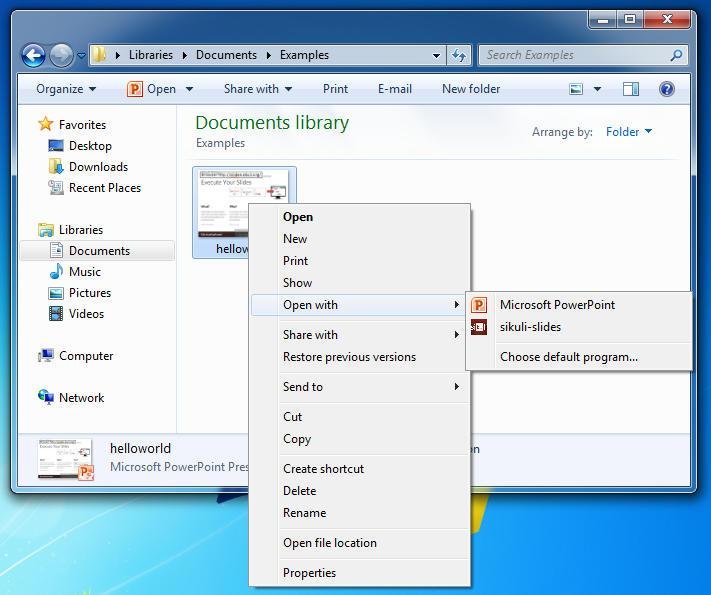 Libraries Documents Examples
Search Examples
Organize Open Share with Print E-mail New folder
Favorites
Desktop
Downloads
Recent Places
Libraries
Documents
Music
Pictures
Videos
Computer
Network
Documents library
Examples
Arrange by: Folder
Execute Your Slides
hellow
Open
New
Print
Show
Open with
Share with
Restore previous versions
Send to
Cut
Copy
Create shortcut
Delete
Rename
Open file location
Properties
Microsoft PowerPoint
sikuli-slides
Choose default program...
helloworld
Microsoft PowerPoint Pres